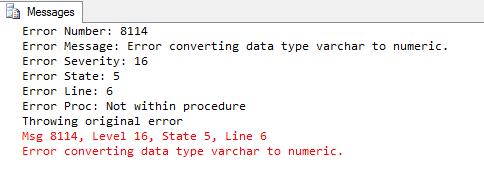 Messages
Error Number: 8114
Error Message: Error converting data type varchar to numeric.
Error Severity: 16
Error State: 5
Error Line: 6
Error Proc: Not within procedure
Throwing original error
Msg 8114, Level 16, State 5, Line 6
Error converting data type varchar to numeric.